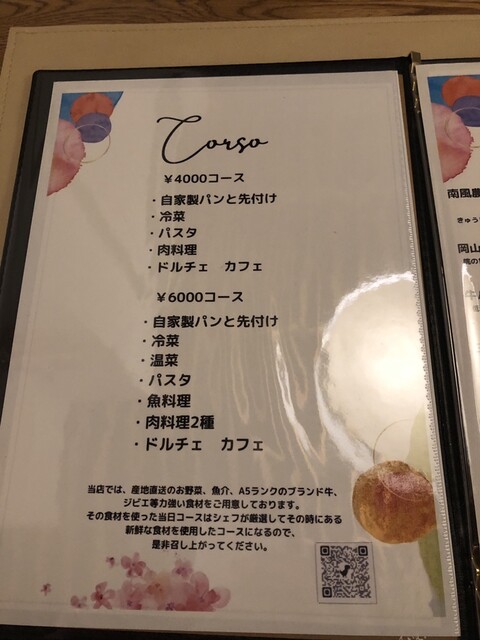 Corso
¥4000コース
・自家製パンと先付け
・冷菜
・パスタ
・肉料理
・ドルチェ　カフェ
¥6000コース
・自家製パンと先付け
・冷菜
・温菜
・パスタ
・魚料理
・肉料理2種
・ドルチェ　カフェ
当店では、産地直送のお野菜、魚介、A5ランクのブランド牛、
ジビエ等力強い食材をご用意しております。
その食材を使った当日コースはシェフが厳選してその時にある
新鮮な食材を使用したコースになるので、
是非召し上がってください。
南風農
きゅう
岡山